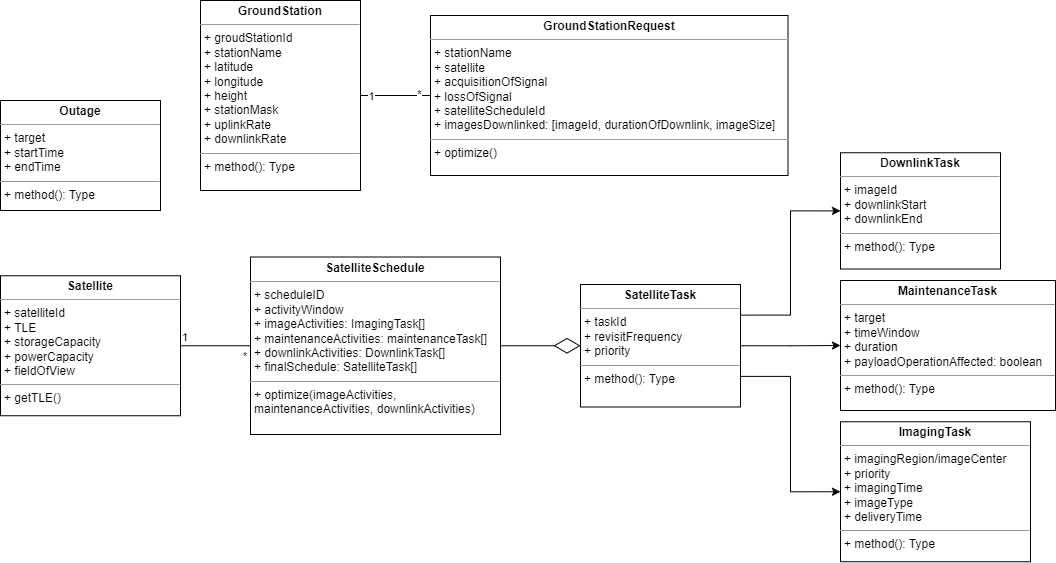 GroundStation
+ groudStationId
+ stationName
+ latitude
+ longitude
+ height
+ stationMask
+ uplinkRate
+ downlinkRate
+ method(): Type
1
*
GroundStationRequest
+ stationName
+ satellite
+ acquisitionOfSignal
+ lossOfSignal
+ satelliteScheduleId
+ imagesDownlinked: [imageId, durationOfDownlink, imageSize]
+ optimize()
Outage
+ target
+ startTime
+ endTime
+ method(): Type
DownlinkTask
+ imageId
+ downlinkStart
+ downlinkEnd
+ method(): Type
Satellite
+ satelliteId
+ TLE
+ storageCapacity
+ powerCapacity
+ fieldOfView
+ getTLE()
1
*
SatelliteSchedule
+ scheduleID
+ activityWindow
+ imageActivities: ImagingTask[]
+ maintenanceActivities: maintenanceTask[]
+ downlinkActivities: DownlinkTask[]
+ finalSchedule: SatelliteTask[]
+ optimize(imageActivities,
maintenanceActivities, downlinkActivities)
SatelliteTask
+ taskId
+ revisitFrequency
+ priority
+ method(): Type
MaintenanceTask
+ target
+ timeWindow
+ duration
+ payloadOperationAffected: boolean
+ method(): Type
ImagingTask
+ imagingRegion/imageCenter
+ priority
+ imagingTime
+ imageType
+ deliveryTime
+ method(): Type